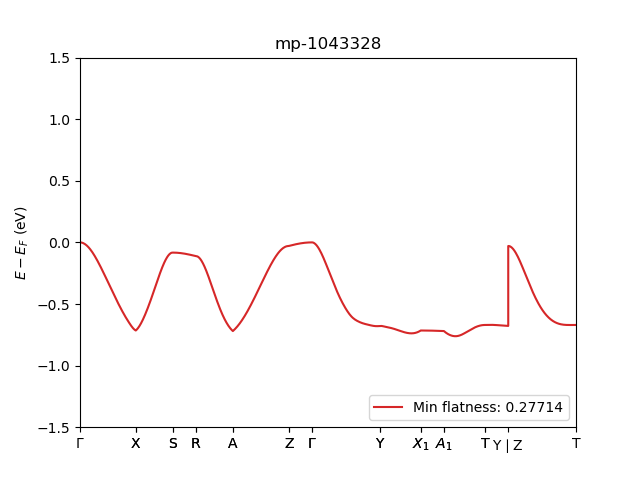 mp-1043328
E − E_F (eV)
1.5
1.0
0.5
0.0
−0.5
−1.0
−1.5
Min flatness: 0.27714
Γ X S R A Z Γ Y X₁ A₁ T Y | Z T